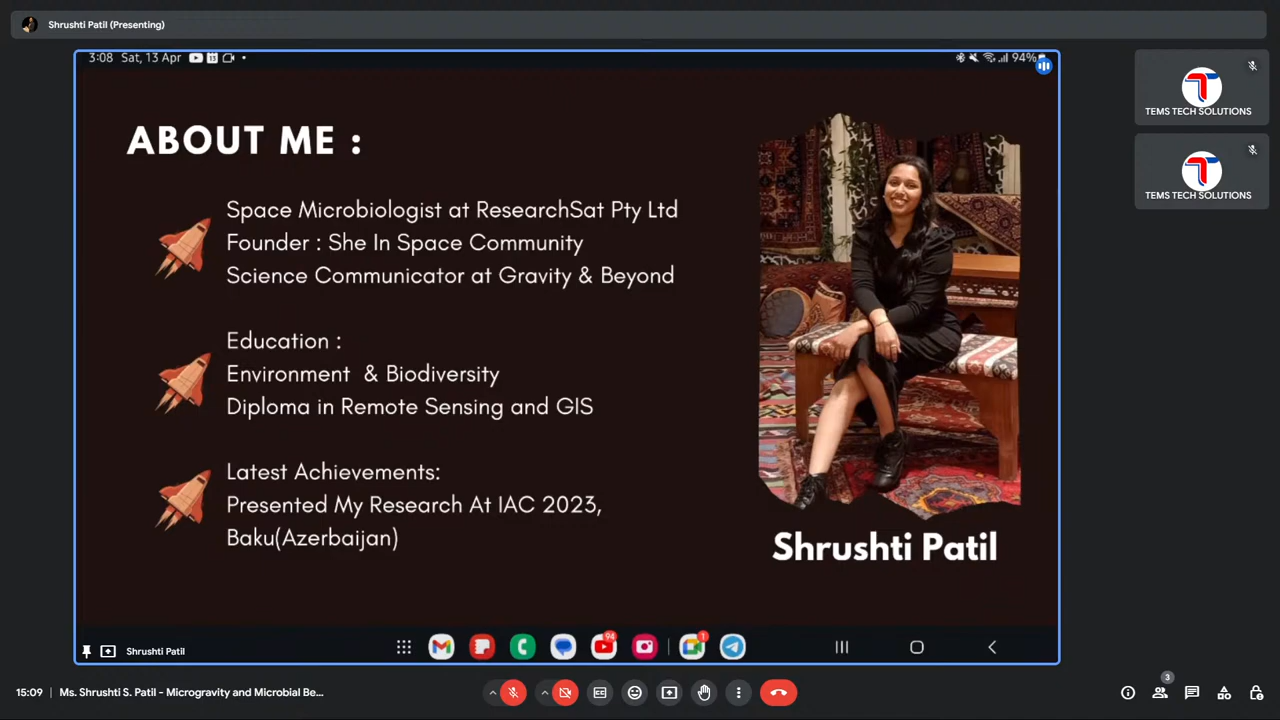 Shrushti Patil (Presenting)
3:08 Sat, 13 Apr
94%
ABOUT ME :
Space Microbiologist at ResearchSat Pty Ltd
Founder : She In Space Community
Science Communicator at Gravity & Beyond
Education :
Environment & Biodiversity
Diploma in Remote Sensing and GIS
Latest Achievements:
Presented My Research At IAC 2023,
Baku(Azerbaijan)
Shrushti Patil
TEMS TECH SOLUTIONS
TEMS TECH SOLUTIONS
94
1
Shrushti Patil
15:09 Ms. Shrushti S. Patil - Microgravity and Microbial Be...
3